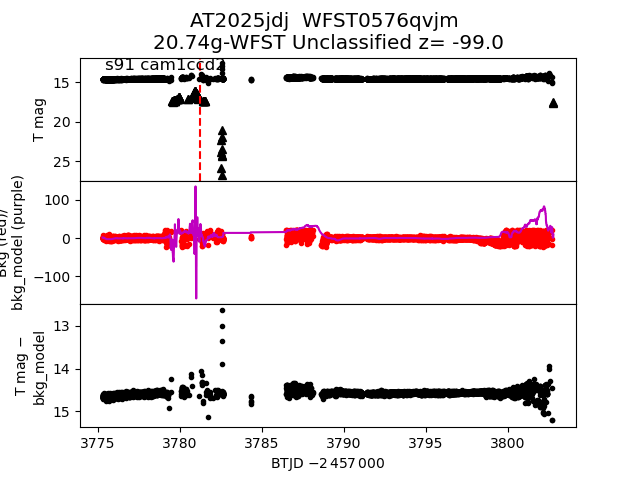 AT2025jdj  WFST0576qvjm
20.74g-WFST Unclassified z= -99.0
s91 cam1ccd2
T mag
15
20
25
Bkg (red)/
bkg_model (purple)
100
0
−100
T mag −
bkg_model
13
14
15
3775 3780 3785 3790 3795 3800
BTJD −2 457 000